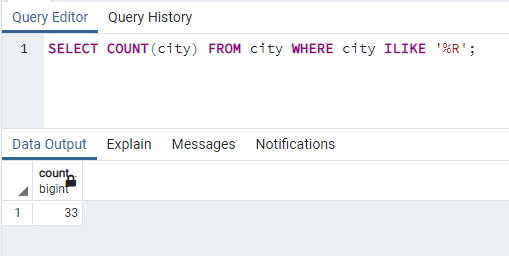 Query Editor Query History
1 SELECT COUNT(city) FROM city WHERE city ILIKE '%R';
Data Output Explain Messages Notifications
count
bigint
1 33